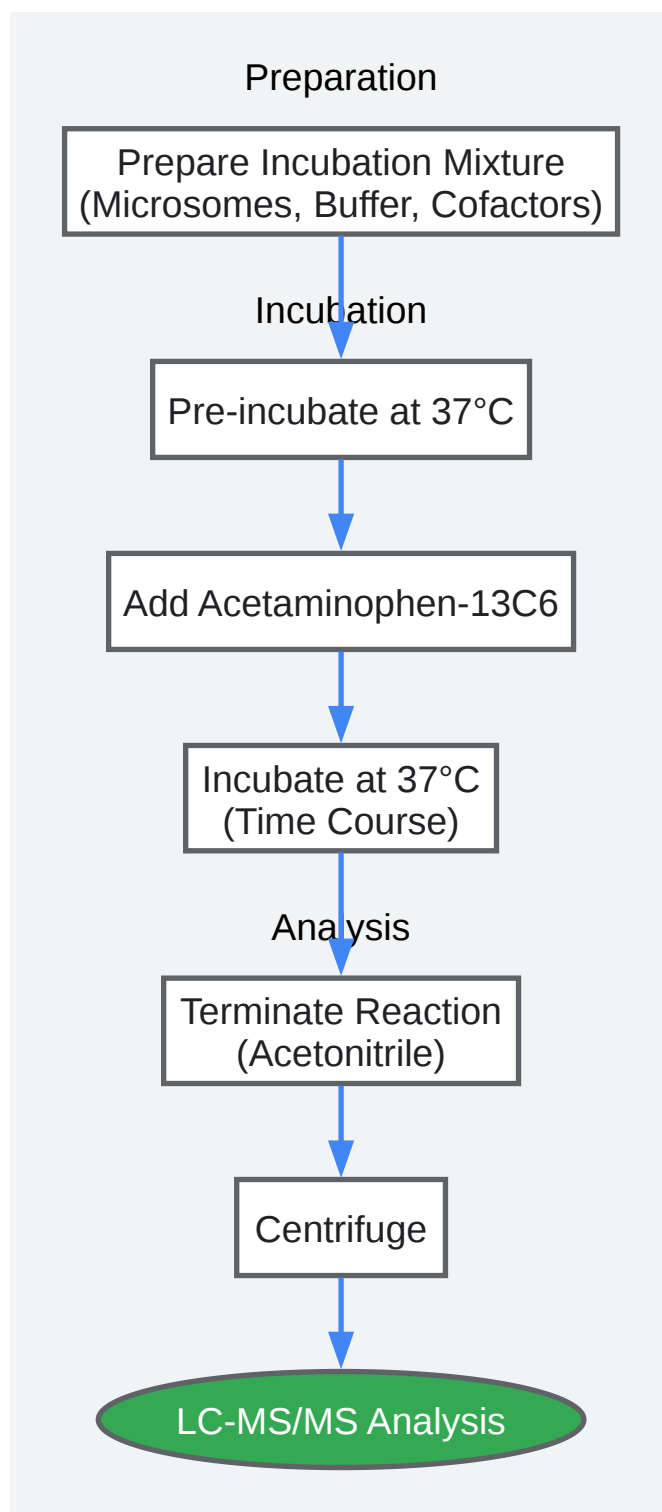 Preparation
Prepare Incubation Mixture
(Microsomes, Buffer, Cofactors)
Incubation
Pre-incubate at 37°C
Add Acetaminophen-13C6
Incubate at 37°C
(Time Course)
Analysis
Terminate Reaction
(Acetonitrile)
Centrifuge
LC-MS/MS Analysis